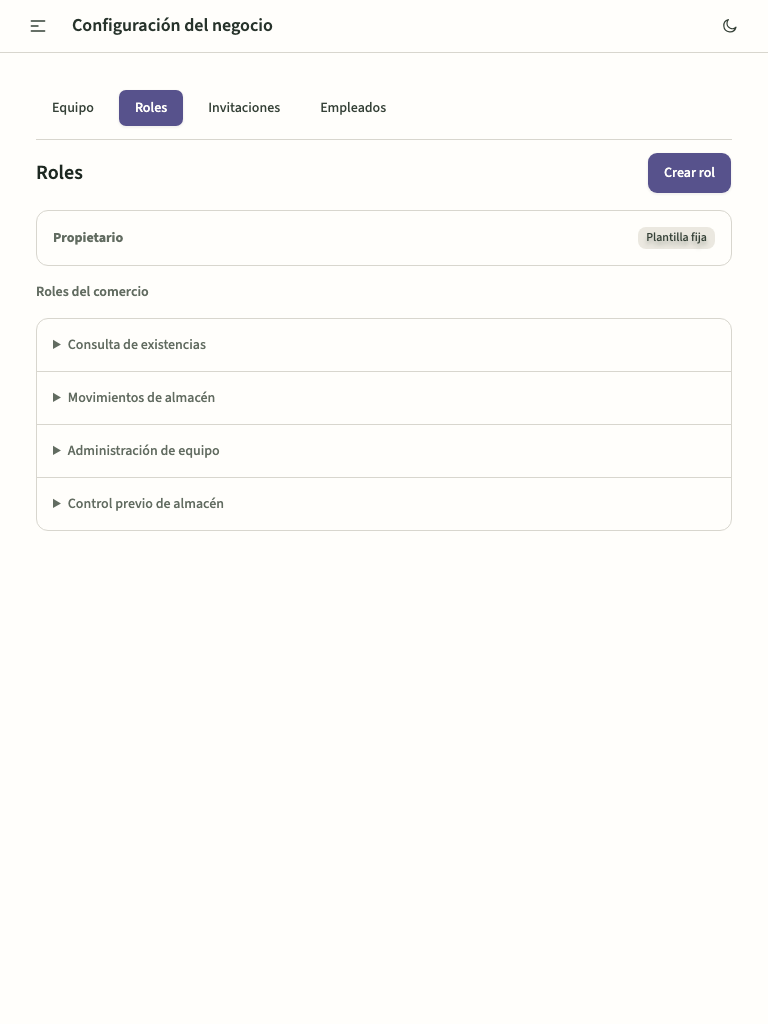 Configuración del negocio
Equipo
Roles
Invitaciones
Empleados
Roles
Crear rol
Propietario
Plantilla fija
Roles del comercio
Consulta de existencias
Movimientos de almacén
Administración de equipo
Control previo de almacén